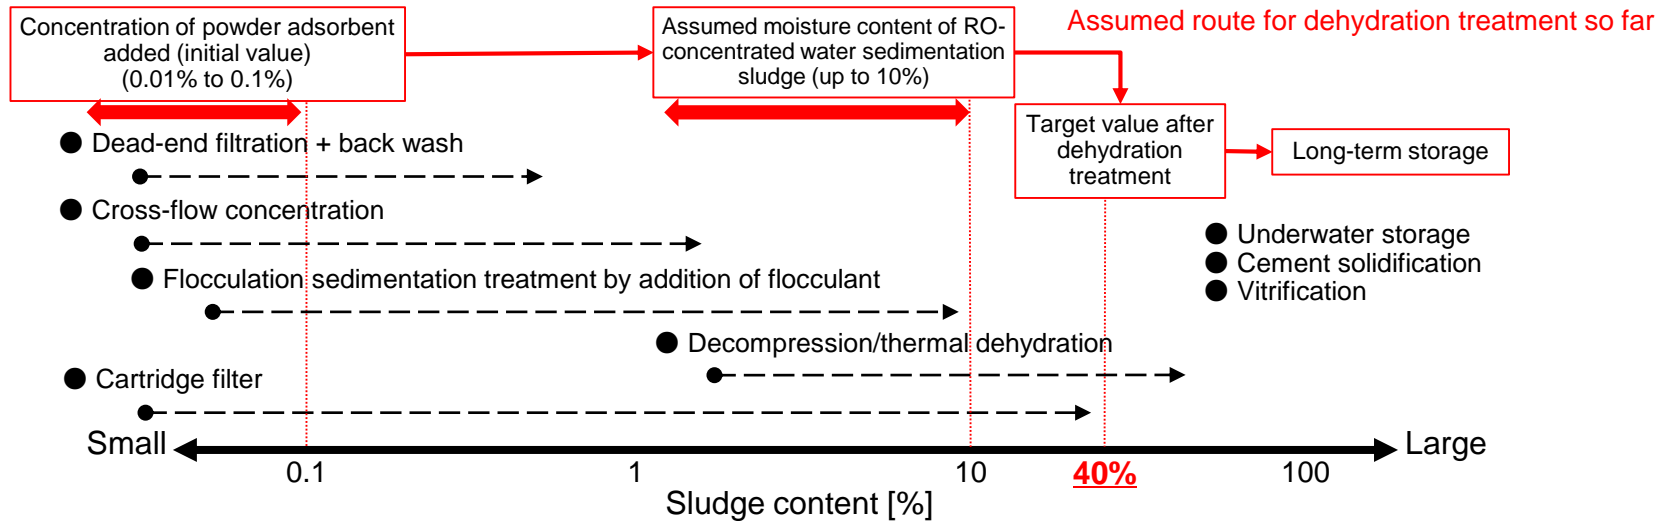 Concentration of powder adsorbent
added (initial value)
(0.01% to 0.1%)
Assumed moisture content of RO-
concentrated water sedimentation
sludge (up to 10%)
Assumed route for dehydration treatment so far
Target value after
dehydration
treatment
Long-term storage
● Dead-end filtration + back wash
● Cross-flow concentration
● Flocculation sedimentation treatment by addition of flocculant
● Decompression/thermal dehydration
● Cartridge filter
● Underwater storage
● Cement solidification
● Vitrification
Small
Large
0.1
1
10
40%
100
Sludge content [%]